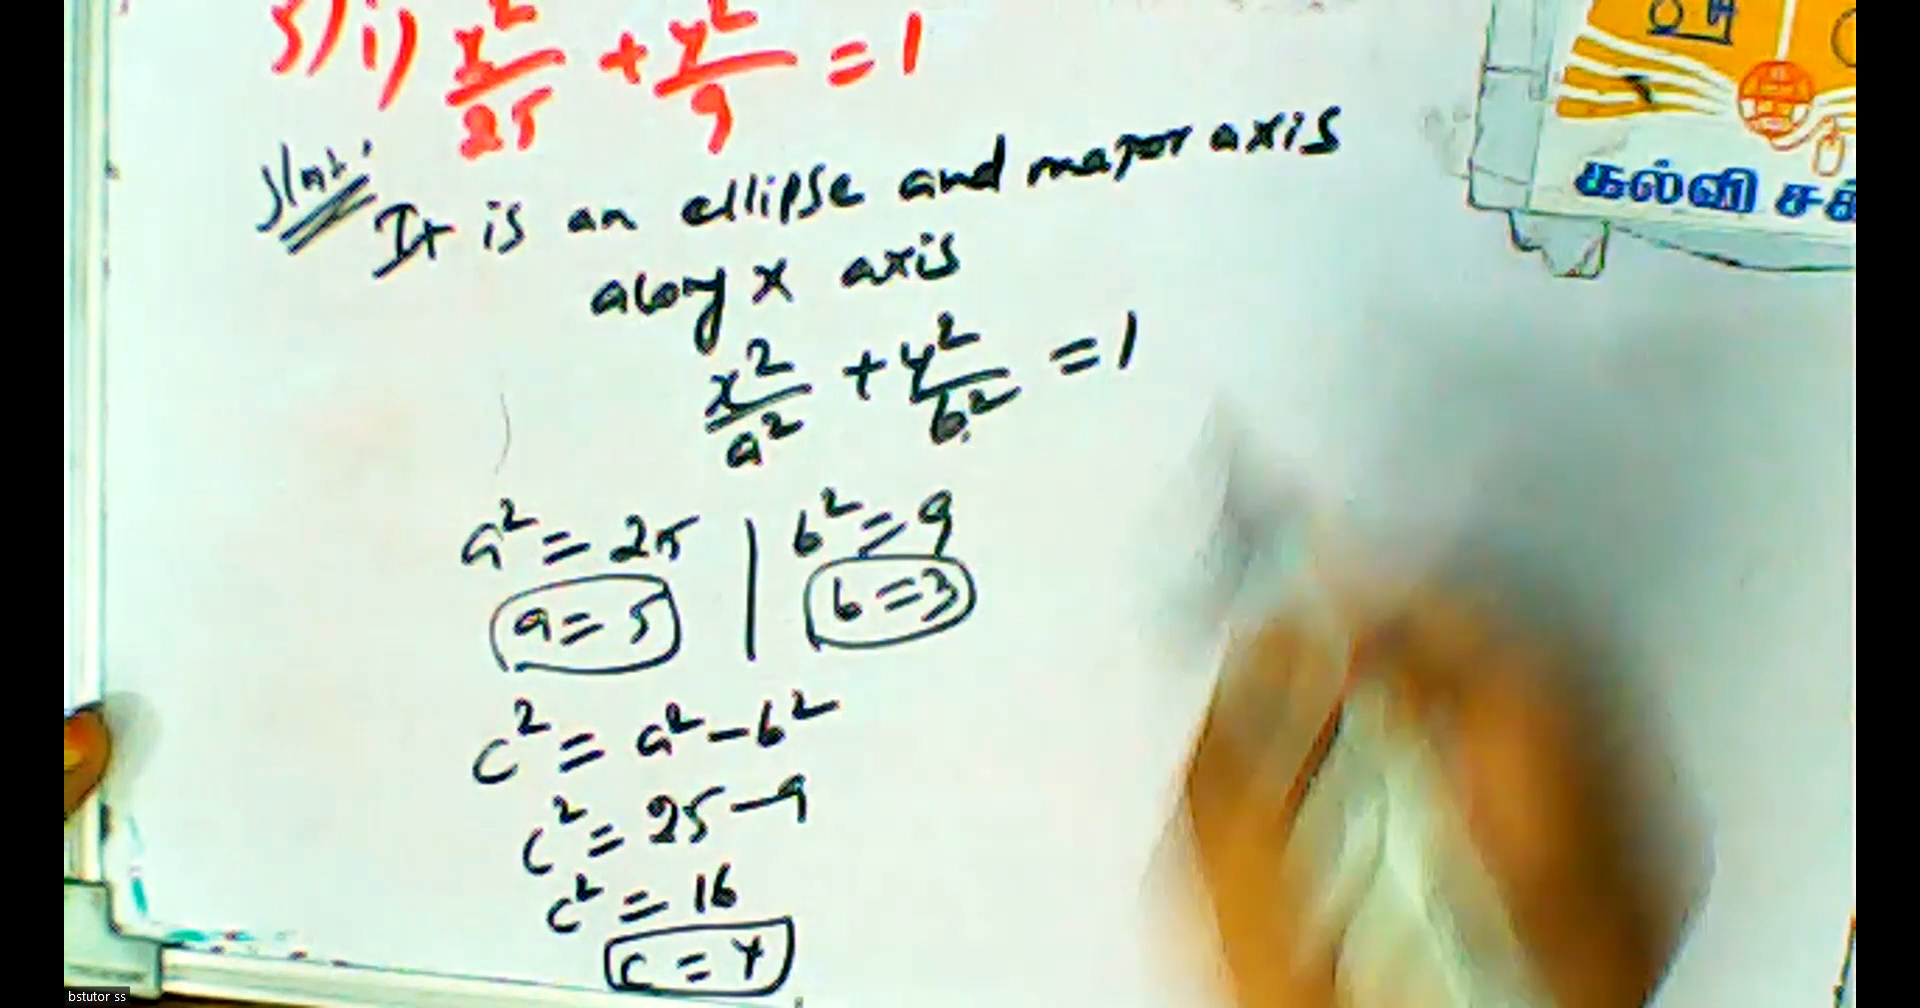 5) i) x²/25 + y²/9 = 1
Soln:
It is an ellipse and major axis
along x axis
x²/a² + y²/b² = 1
a² = 25 | b² = 9
a = 5 | b = 3
c² = a² - b²
c² = 25 - 9
c² = 16
c = 4
கல்வி
bstutor ss